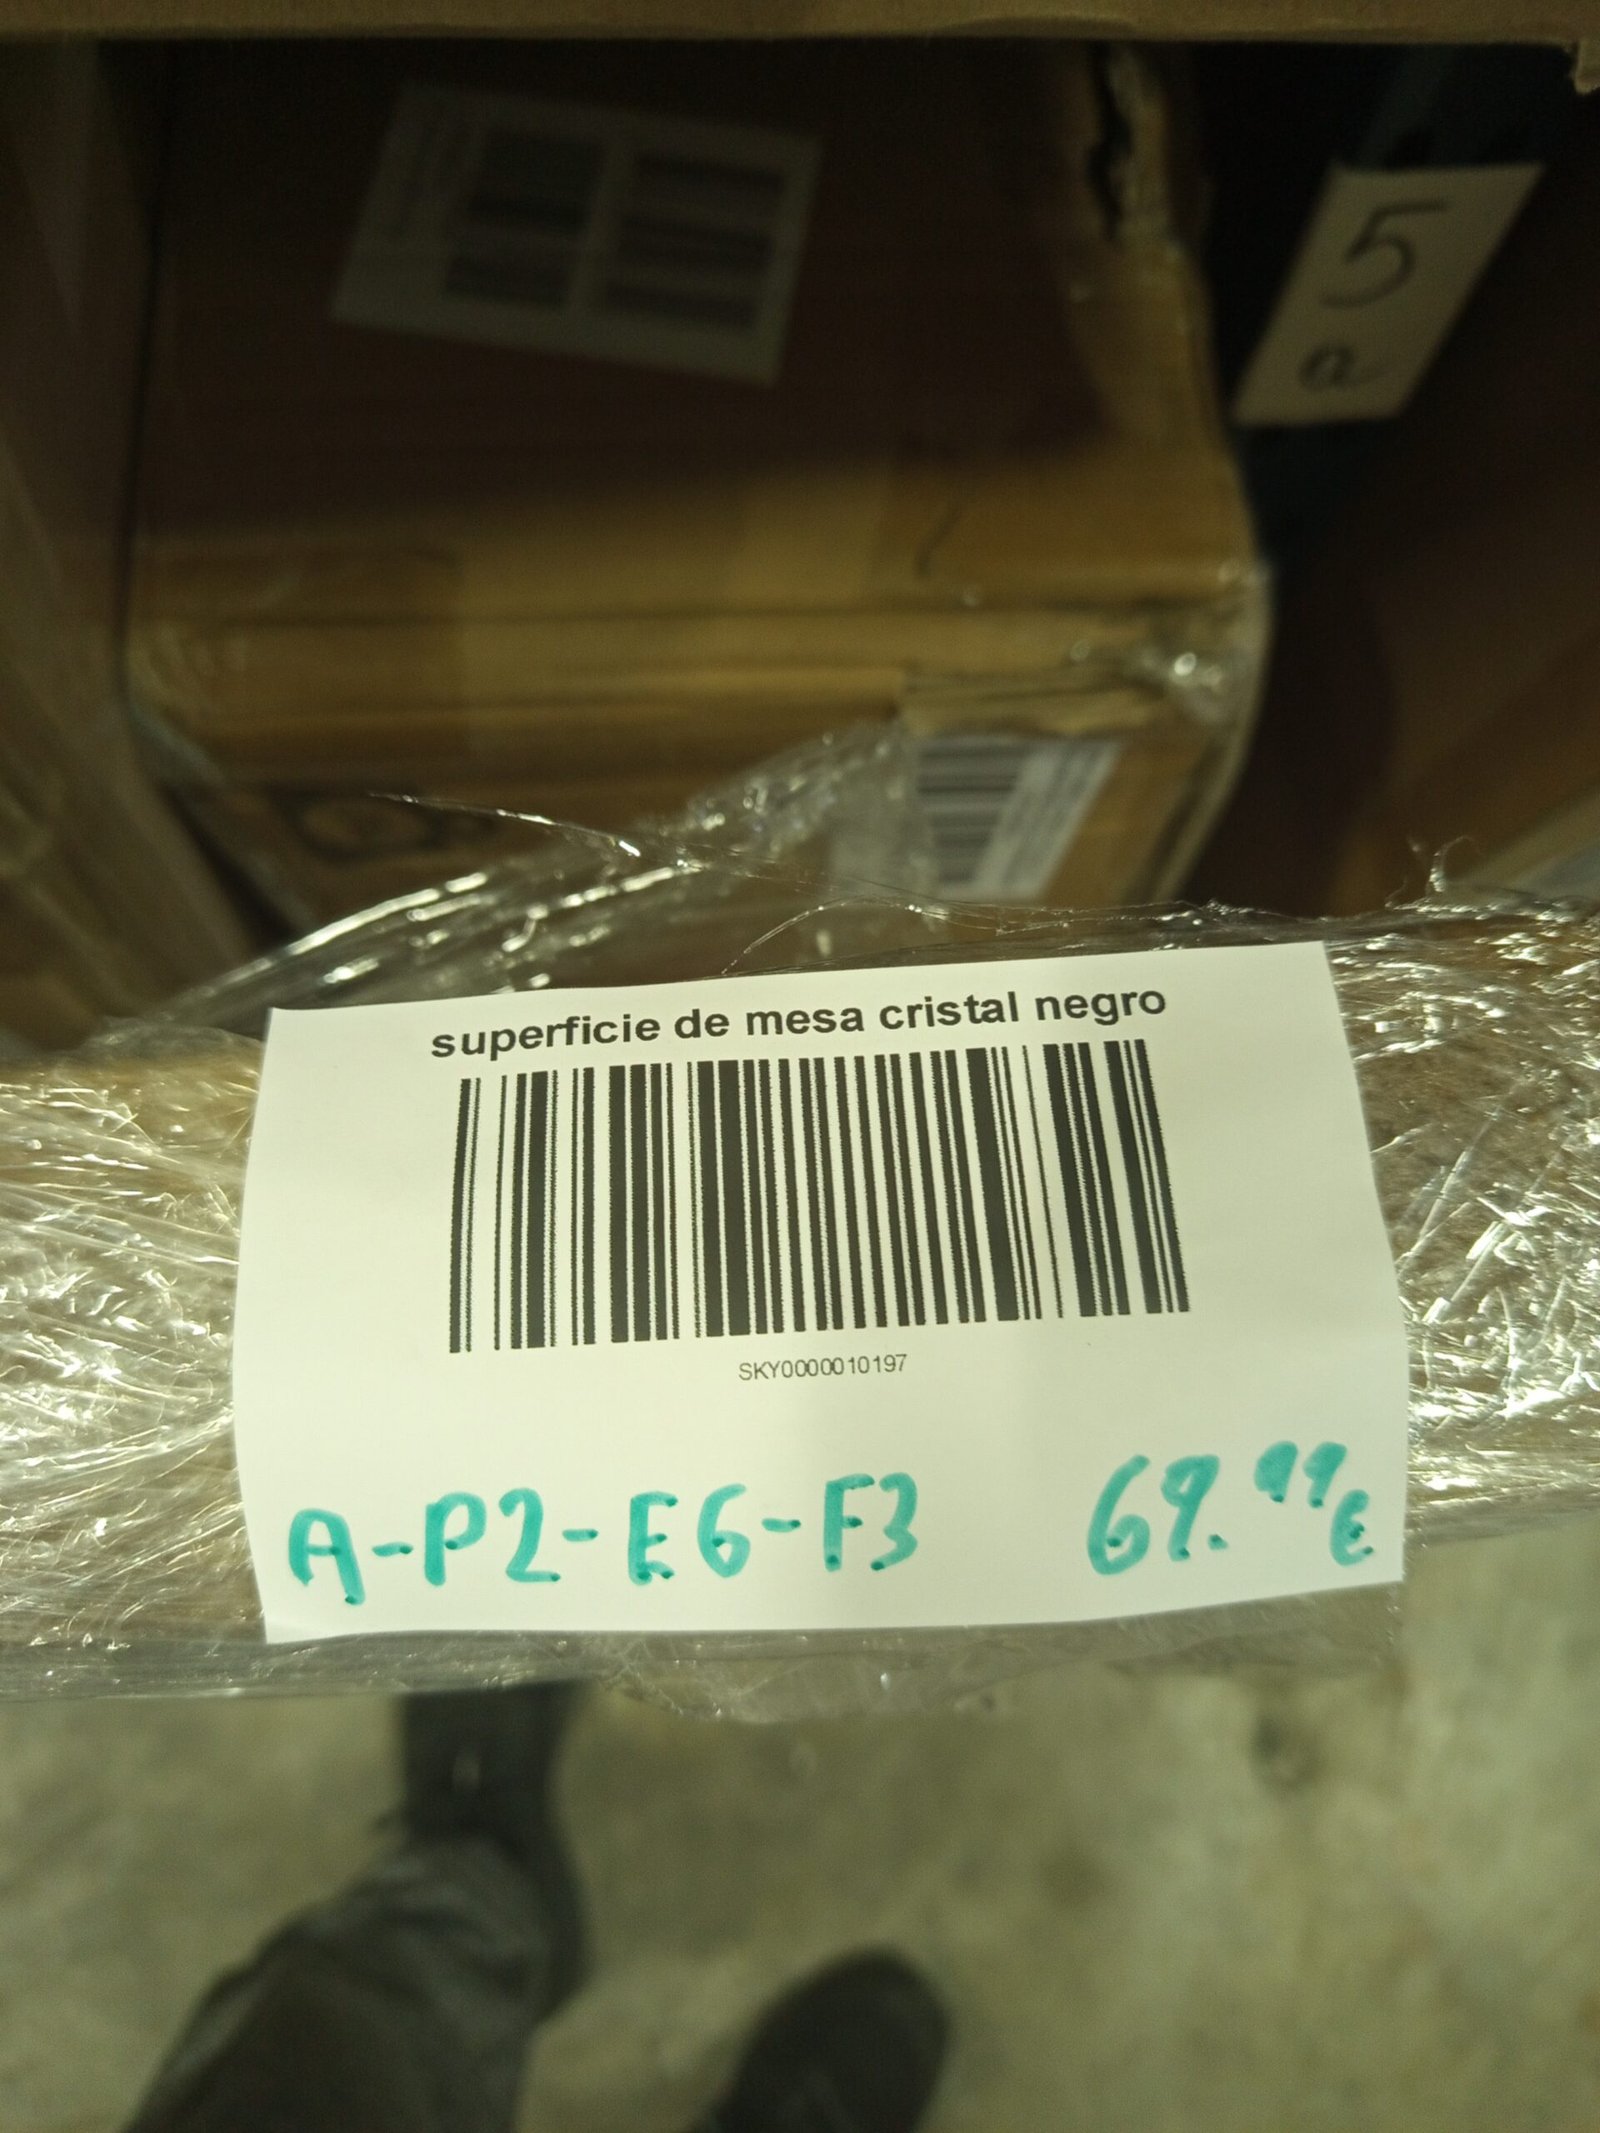 5
a
superficie de mesa cristal negro
SKY0000010197
A-P2-E6-F3
69.99€